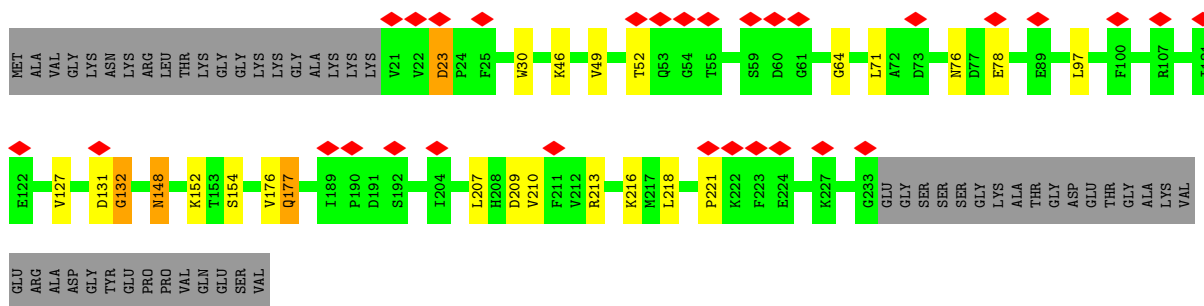 MET ALA VAL GLY LYS ASN LYS ARG LEU THR LYS GLY GLY LYS LYS GLY ALA LYS LYS LYS V21 V22 D23 P24 F25 W30 K46 V49 T52 Q53 G54 T55 S59 D60 G61 G64 L71 A72 D73 N76 D77 E78 E89 L97 F100 R107
E122 V127 D131 G132 N148 K152 T153 S154 V176 Q177 I189 P190 D191 S192 I204 L207 H208 D209 V210 F211 V212 R213 K216 M217 L218 P221 K222 F223 E224 K227 G233 GLU GLY SER SER SER GLY LYS ALA THR GLY ASP GLU THR GLY ALA LYS VAL
GLU ARG ALA ASP GLY TYR GLU PRO PRO VAL GLN GLU SER VAL